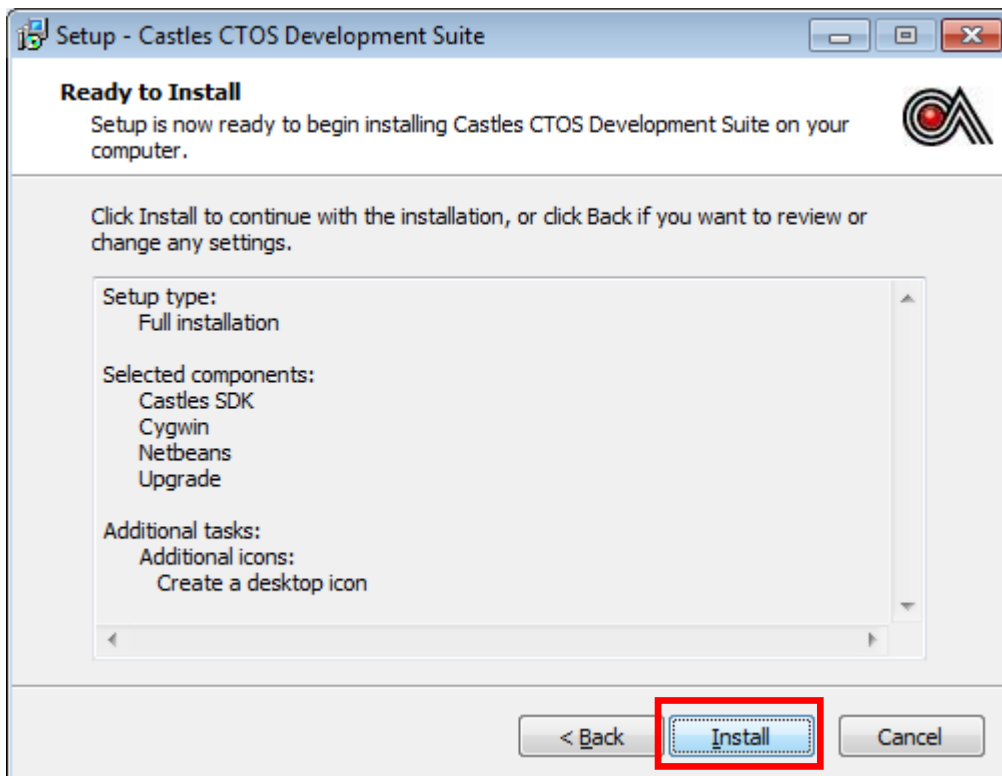 Setup - Castles CTOS Development Suite
Ready to Install
Setup is now ready to begin installing Castles CTOS Development Suite on your
computer.
Click Install to continue with the installation, or click Back if you want to review or
change any settings.
Setup type:
Full installation
Selected components:
Castles SDK
Cygwin
Netbeans
Upgrade
Additional tasks:
Additional icons:
Create a desktop icon
< Back
Install
Cancel